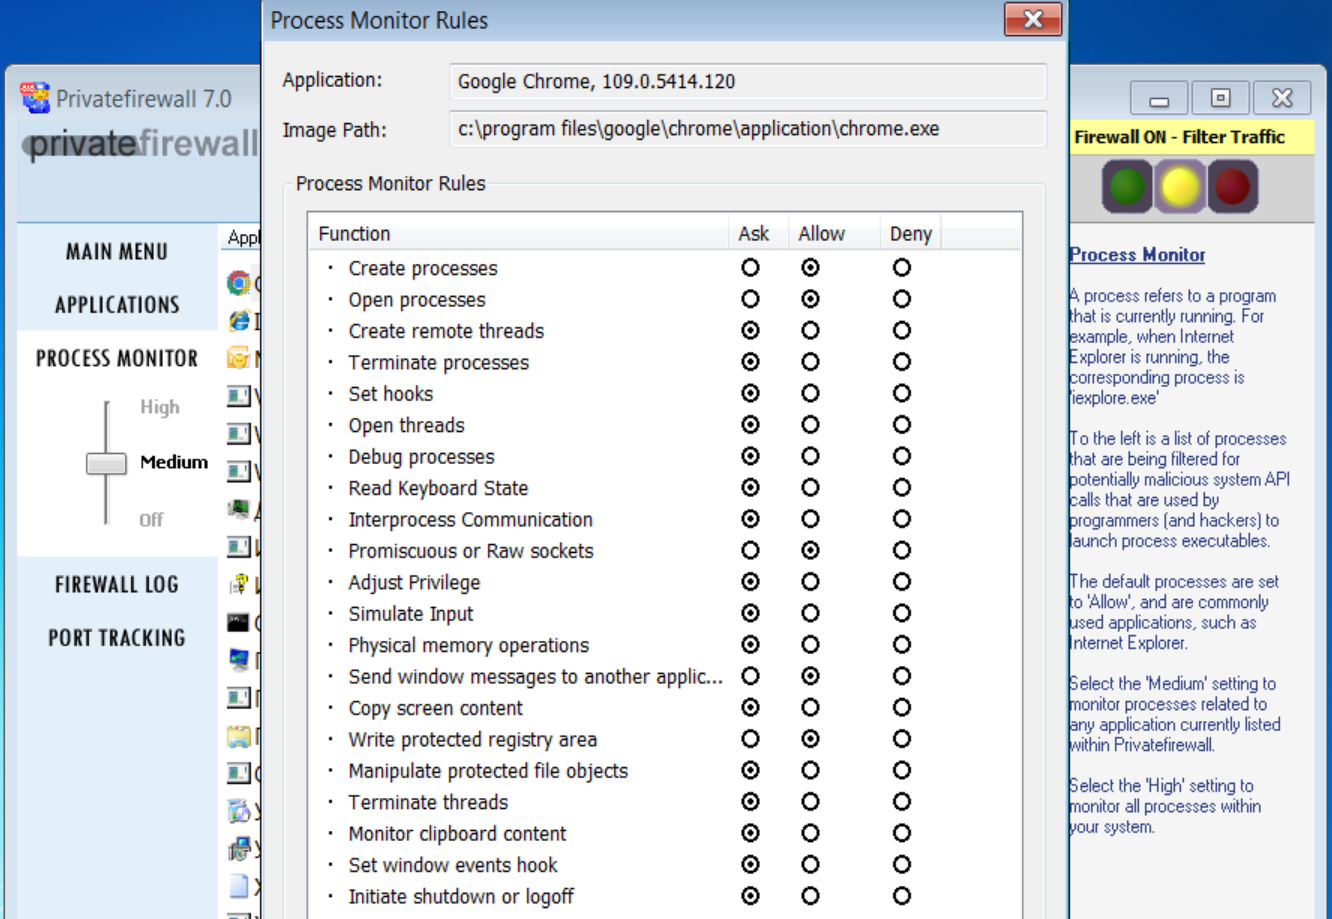 Process Monitor Rules
Application:
Google Chrome, 109.0.5414.120
Image Path:
c:\program files\google\chrome\application\chrome.exe
Process Monitor Rules
Function Ask Allow Deny
Create processes
Open processes
Create remote threads
Terminate processes
Set hooks
Open threads
Debug processes
Read Keyboard State
Interprocess Communication
Promiscuous or Raw sockets
Adjust Privilege
Simulate Input
Physical memory operations
Send window messages to another applic...
Copy screen content
Write protected registry area
Manipulate protected file objects
Terminate threads
Monitor clipboard content
Set window events hook
Initiate shutdown or logoff
Privatefirewall 7.0
privatefirewall
MAIN MENU
APPLICATIONS
PROCESS MONITOR
High
Medium
Off
FIREWALL LOG
PORT TRACKING
Appl
Firewall ON - Filter Traffic
Process Monitor
A process refers to a program
that is currently running. For
example, when Internet
Explorer is running, the
corresponding process is
'iexplore.exe'
To the left is a list of processes
that are being filtered for
potentially malicious system API
calls that are used by
programmers (and hackers) to
launch process executables.
The default processes are set
to 'Allow', and are commonly
used applications, such as
Internet Explorer.
Select the 'Medium' setting to
monitor processes related to
any application currently listed
within Privatefirewall.
Select the 'High' setting to
monitor all processes within
your system.